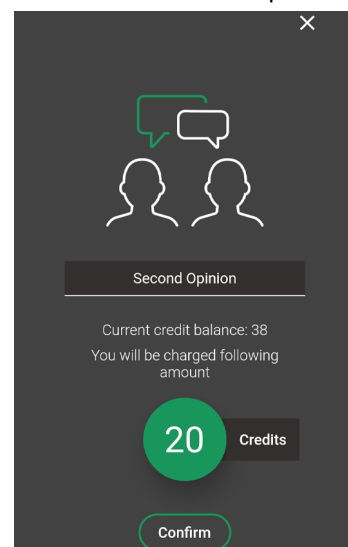 Second Opinion
Current credit balance: 38
You will be charged following
amount
20
Credits
Confirm